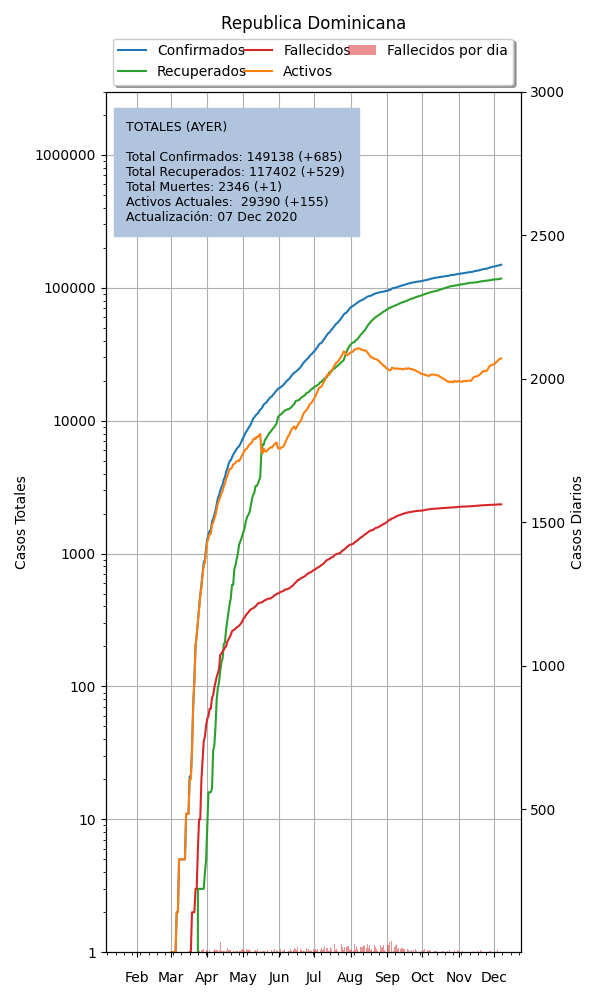 Republica Dominicana
Confirmados Fallecidos Fallecidos por dia
Recuperados Activos
TOTALES (AYER)
Total Confirmados: 149138 (+685)
Total Recuperados: 117402 (+529)
Total Muertes: 2346 (+1)
Activos Actuales:  29390 (+155)
Actualización: 07 Dec 2020
Casos Totales
1000000
100000
10000
1000
100
10
1
3000
2500
2000
1500
1000
500
Casos Diarios
Feb Mar Apr May Jun Jul Aug Sep Oct Nov Dec